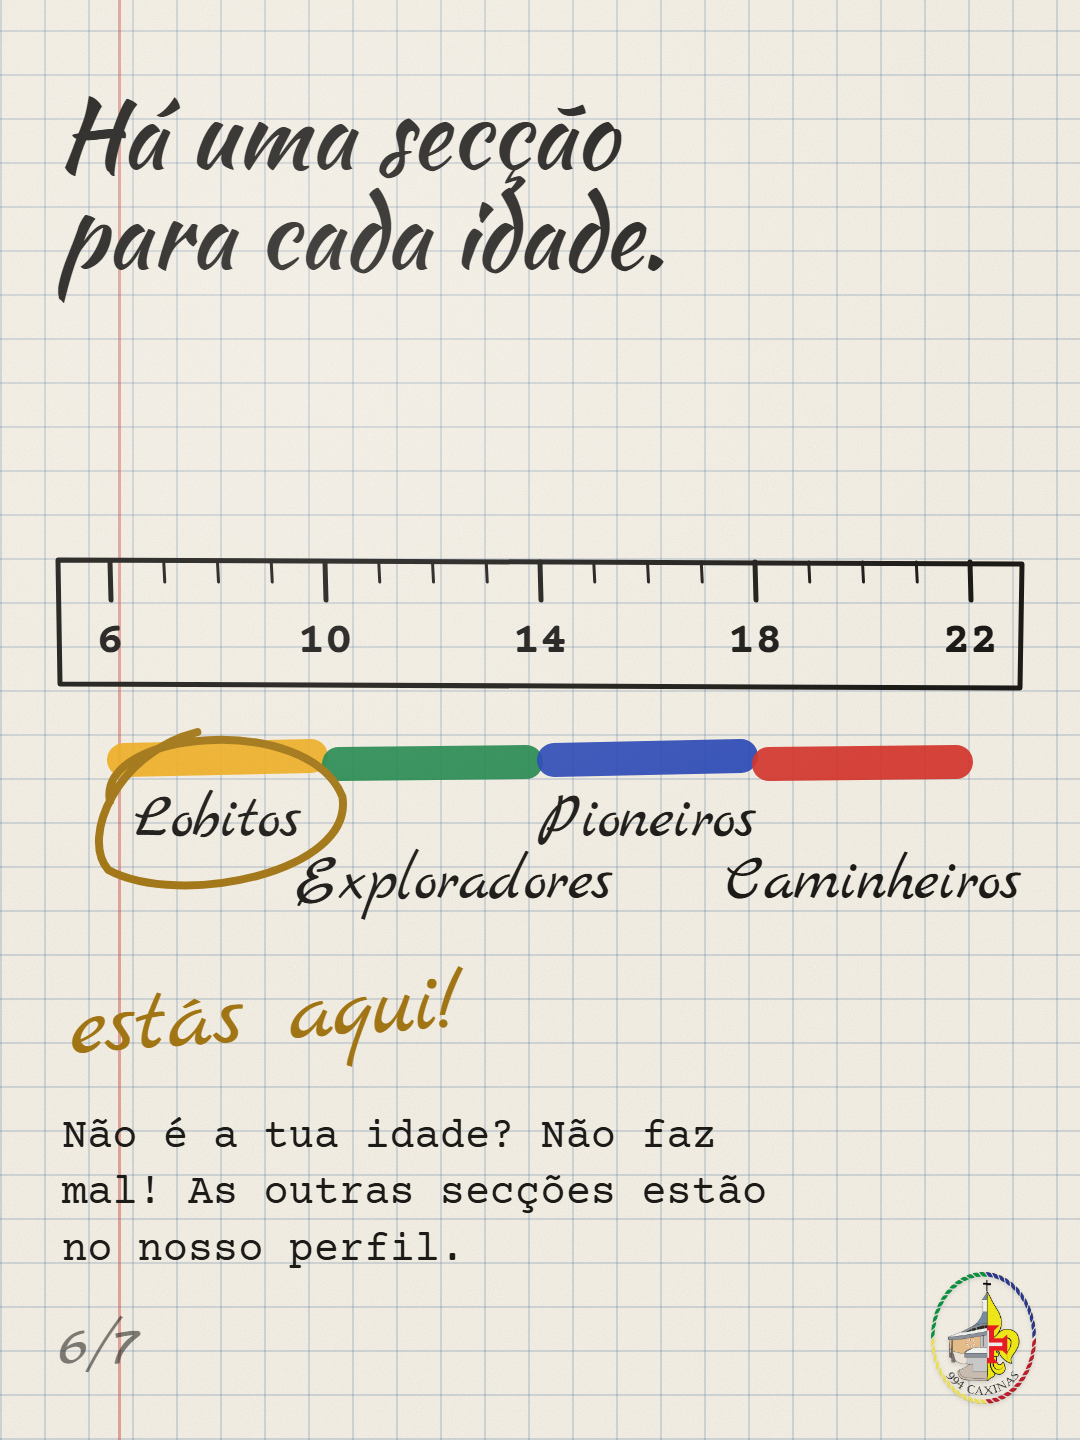 Há uma secção
para cada idade.
6 10 14 18 22
Lobitos
Pioneiros
Exploradores
Caminheiros
estás aqui!
Não é a tua idade? Não faz
mal! As outras secções estão
no nosso perfil.
6/7
994 CAXINAS